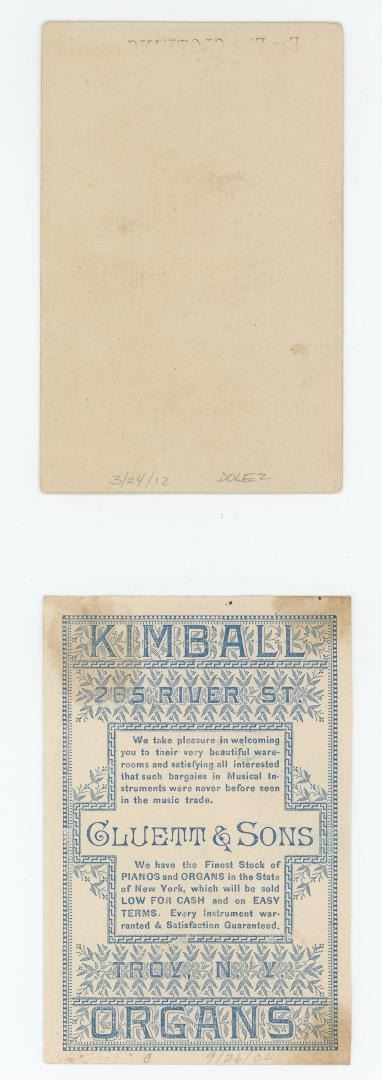 3/24/12 DOLEZ
KIMBALL
265 RIVER ST.
We take pleasure in welcoming
you to their very beautiful ware-
rooms and satisfying all interested
that such bargains in Musical In-
struments were never before seen
in the music trade.
GLUETT & SONS
We have the Finest Stock of
PIANOS and ORGANS in the State
of New York, which will be sold
LOW FOR CASH and on EASY
TERMS. Every Instrument war-
ranted & Satisfaction Guaranteed.
TROY, N. Y.
ORGANS